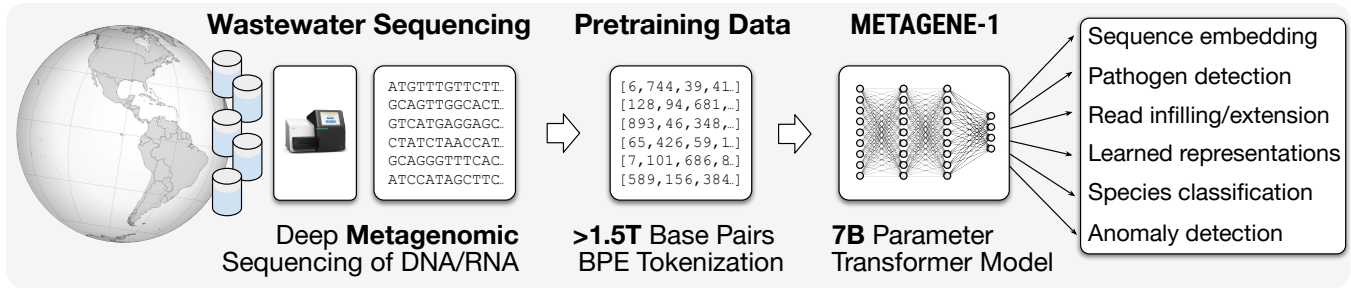 Wastewater Sequencing
ATGTTTGTTCTT…
GCAGTTGGCACT…
GTCATGAGGAGC…
CTATCTAACCAT…
GCAGGGTTTCAC…
ATCCATAGCTTC…
Deep Metagenomic
Sequencing of DNA/RNA
Pretraining Data
[6,744,39,41…]
[128,94,681,…]
[893,46,348,…]
[65,426,59,1…]
[7,101,686,8…]
[589,156,384…]
>1.5T Base Pairs
BPE Tokenization
METAGENE-1
7B Parameter
Transformer Model
Sequence embedding
Pathogen detection
Read infilling/extension
Learned representations
Species classification
Anomaly detection